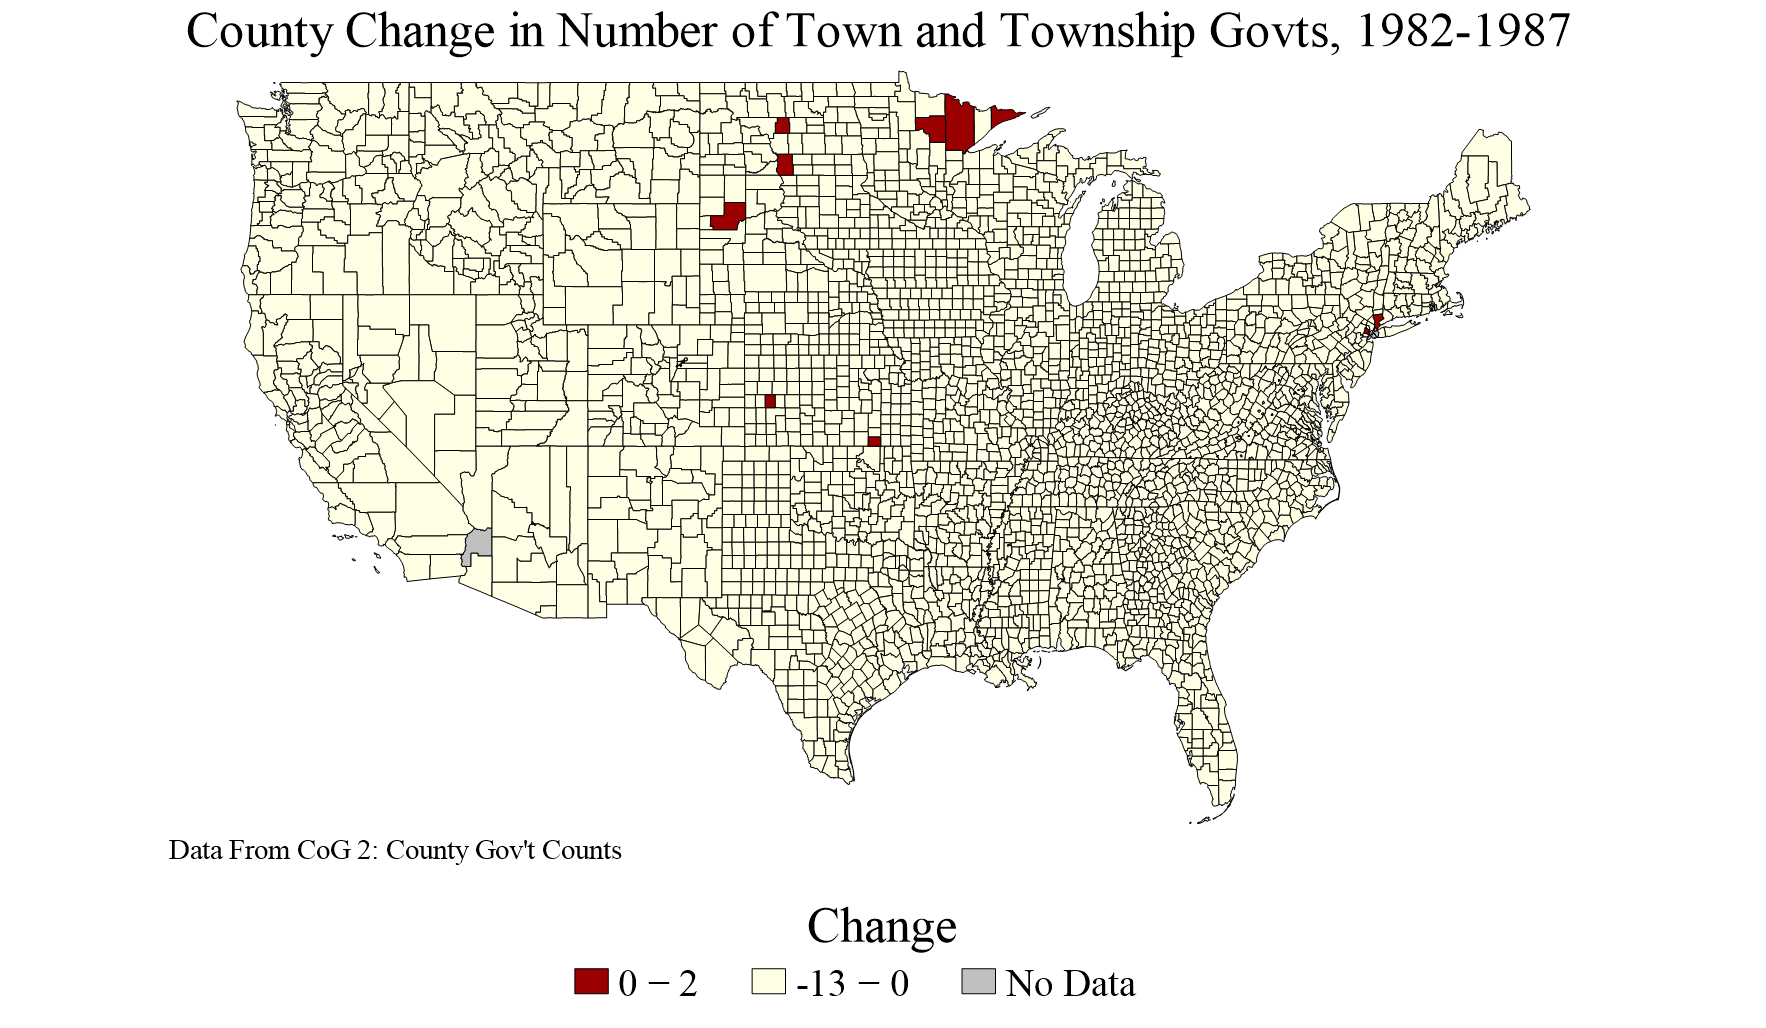 County Change in Number of Town and Township Govts, 1982-1987
Data From CoG 2: County Gov't Counts
Change
0 − 2 -13 − 0 No Data